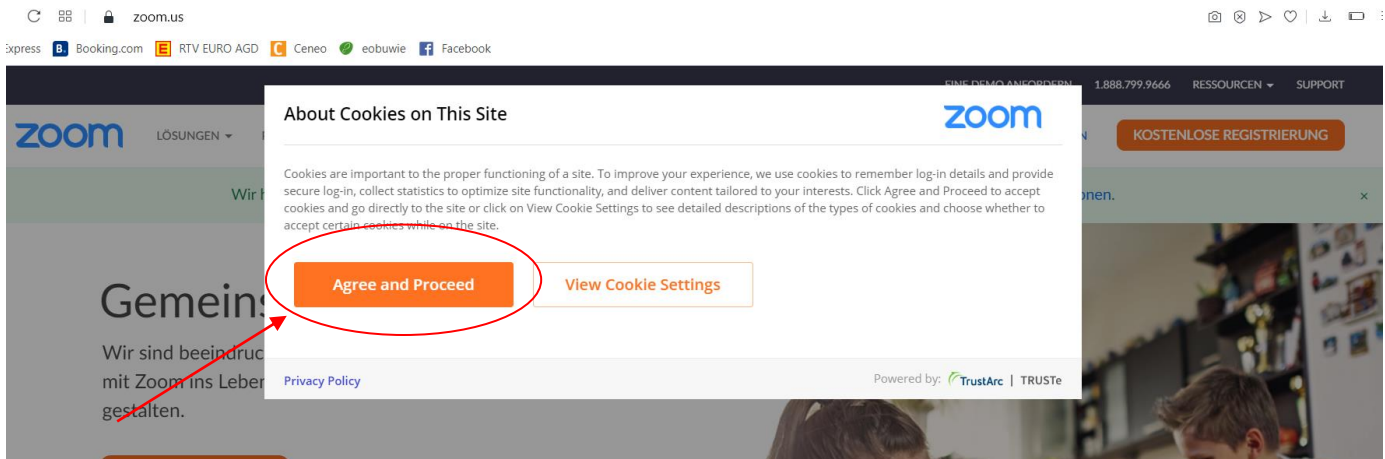 zoom.us
Express B. Booking.com E RTV EURO AGD C Ceneo eobuwie f Facebook
EINE DEMO ANFORDERN 1.888.799.9666 RESSOURCEN SUPPORT
zoom LÖSUNGEN KOSTENLOSE REGISTRIERUNG
About Cookies on This Site zoom
Cookies are important to the proper functioning of a site. To improve your experience, we use cookies to remember log-in details and provide
secure log-in, collect statistics to optimize site functionality, and deliver content tailored to your interests. Click Agree and Proceed to accept
cookies and go directly to the site or click on View Cookie Settings to see detailed descriptions of the types of cookies and choose whether to
accept certain cookies while on the site.
Wir
Agree and Proceed View Cookie Settings
Gemeins
Wir sind beeindruc
mit Zoom ins Leber
gestalten.
Privacy Policy Powered by: TrustArc | TRUSTe